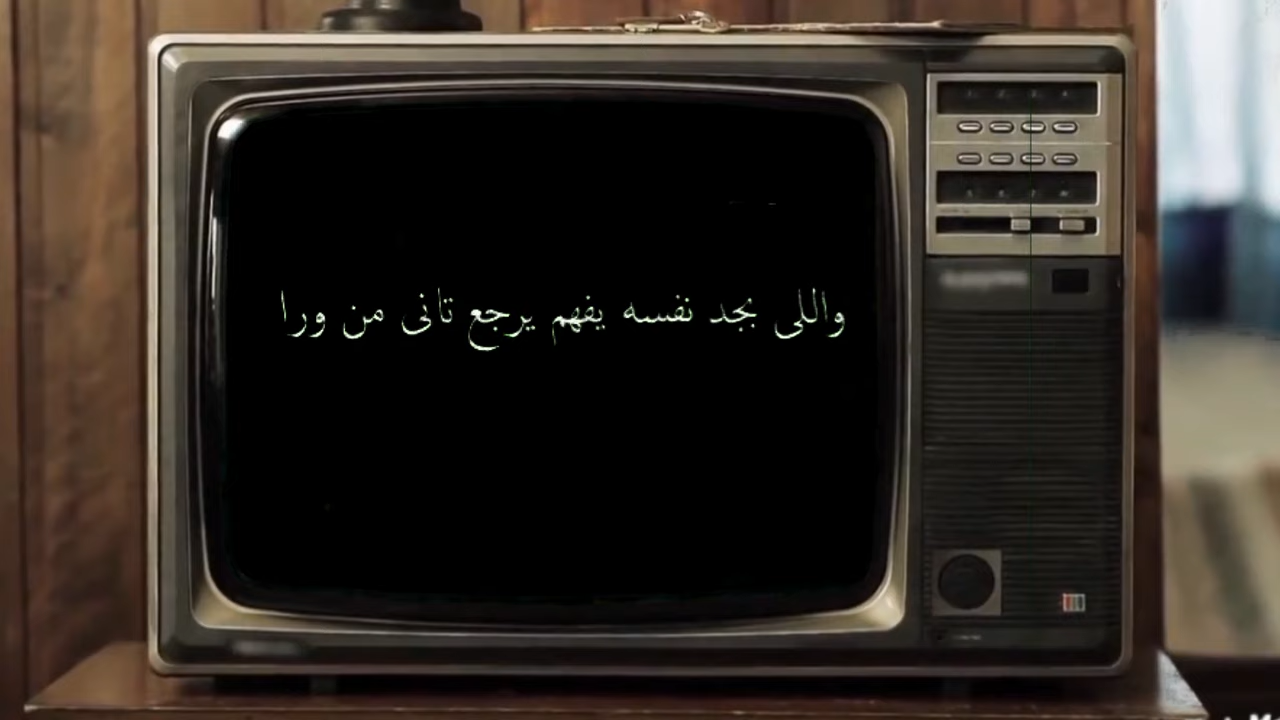 واللى بجد نفسه يفهم يرجع تانى من ورا